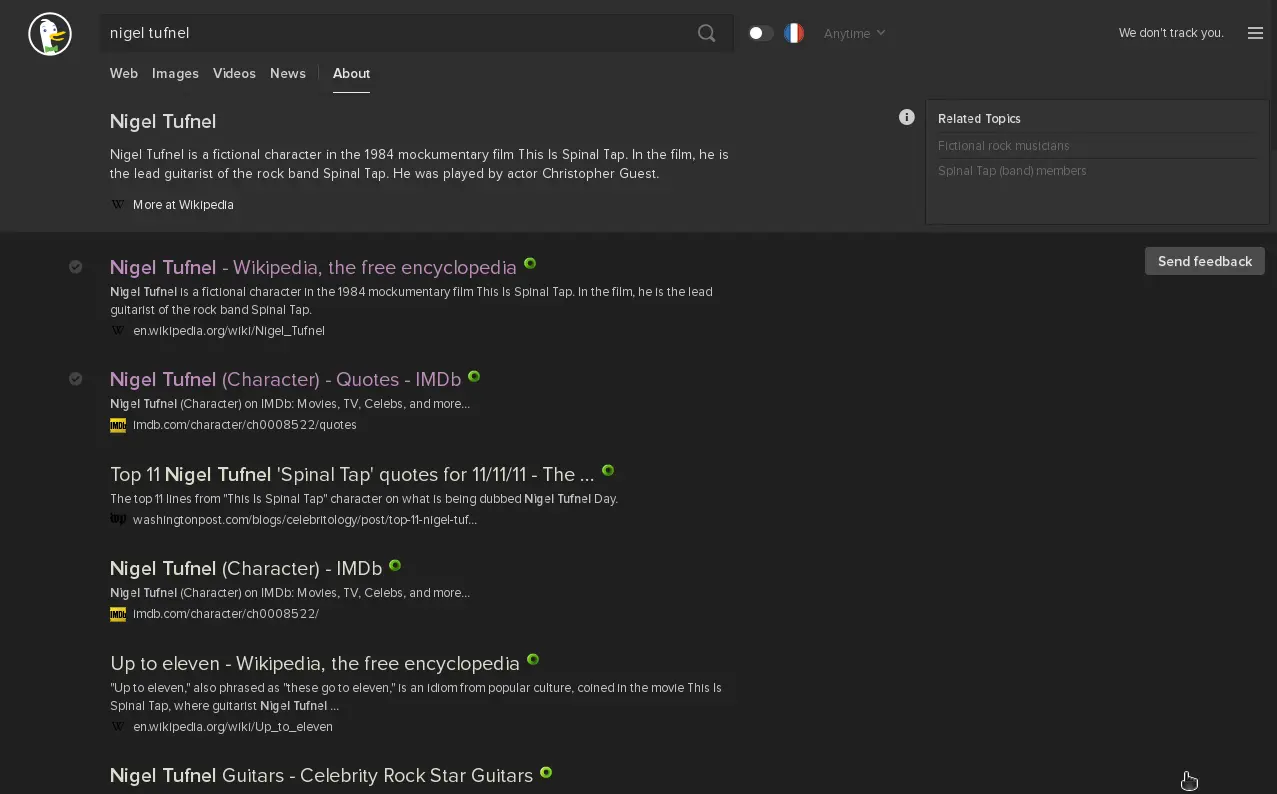 nigel tufnel
Anytime
We don't track you.
Web Images Videos News About
Nigel Tufnel
Nigel Tufnel is a fictional character in the 1984 mockumentary film This Is Spinal Tap. In the film, he is
the lead guitarist of the rock band Spinal Tap. He was played by actor Christopher Guest.
W More at Wikipedia
Related Topics
Fictional rock musicians
Spinal Tap (band) members
Send feedback
Nigel Tufnel - Wikipedia, the free encyclopedia
Nigel Tufnel is a fictional character in the 1984 mockumentary film This Is Spinal Tap. In the film, he is the lead
guitarist of the rock band Spinal Tap.
W en.wikipedia.org/wiki/Nigel_Tufnel
Nigel Tufnel (Character) - Quotes - IMDb
Nigel Tufnel (Character) on IMDb: Movies, TV, Celebs, and more...
IMDb imdb.com/character/ch0008522/quotes
Top 11 Nigel Tufnel 'Spinal Tap' quotes for 11/11/11 - The ...
The top 11 lines from "This Is Spinal Tap" character on what is being dubbed Nigel Tufnel Day.
wp washingtonpost.com/blogs/celebritology/post/top-11-nigel-tuf...
Nigel Tufnel (Character) - IMDb
Nigel Tufnel (Character) on IMDb: Movies, TV, Celebs, and more...
IMDb imdb.com/character/ch0008522/
Up to eleven - Wikipedia, the free encyclopedia
"Up to eleven," also phrased as "these go to eleven," is an idiom from popular culture, coined in the movie This Is
Spinal Tap, where guitarist Nigel Tufnel ...
W en.wikipedia.org/wiki/Up_to_eleven
Nigel Tufnel Guitars - Celebrity Rock Star Guitars